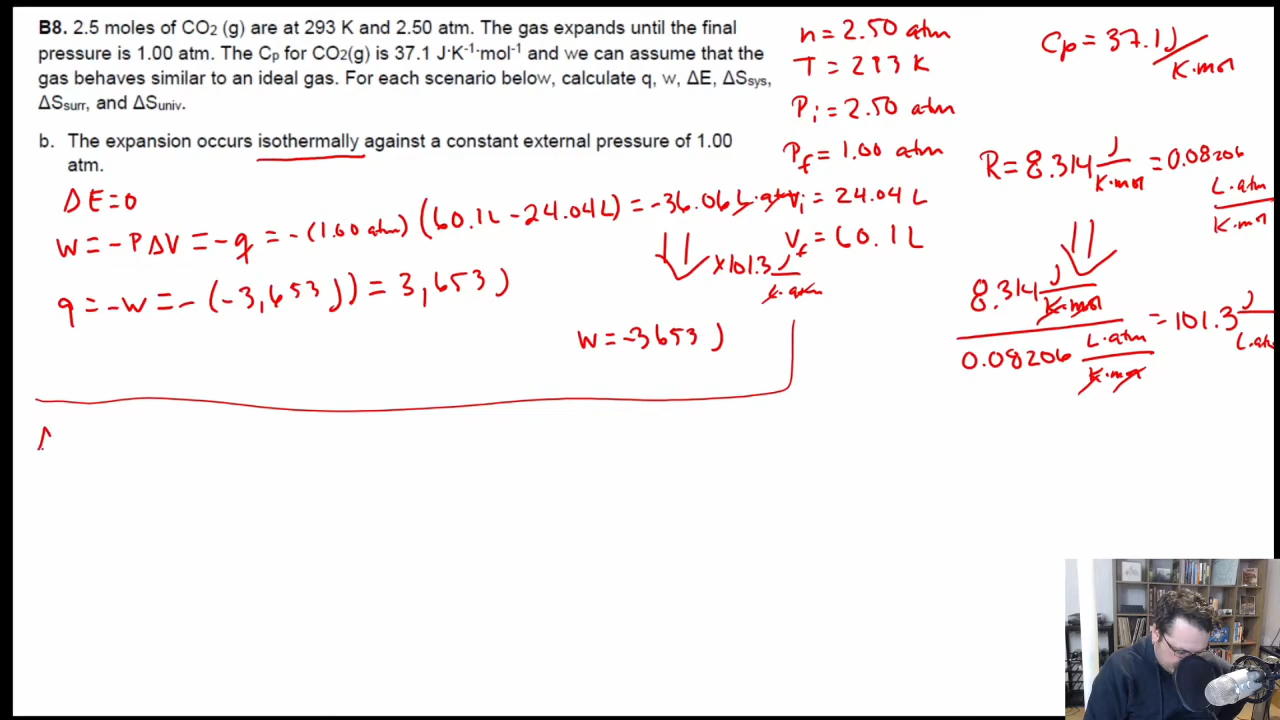 B8. 2.5 moles of CO2 (g) are at 293 K and 2.50 atm. The gas expands until the final
pressure is 1.00 atm. The Cp for CO2(g) is 37.1 J·K-1·mol-1 and we can assume that the
gas behaves similar to an ideal gas. For each scenario below, calculate q, w, ΔE, ΔSsys,
ΔSsurr, and ΔSuniv.
b. The expansion occurs isothermally against a constant external pressure of 1.00
atm.
ΔE=0
w = -PΔV = -q = -(1.00 atm)(60.1L - 24.04L) = -36.06 L·atm
×101.3 J/L·atm
q = -w = -(-3,653 J) = 3,653 J
w = -3653 J
n = 2.50 atm
T = 293 K
Pi = 2.50 atm
Pf = 1.00 atm
Vi = 24.04 L
Vf = 60.1 L
Cp = 37.1 J/K·mol
R = 8.314 J/K·mol = 0.08206 L·atm/K·mol
8.314 J/K·mol
0.08206 L·atm/K·mol
= 101.3 J/L·atm